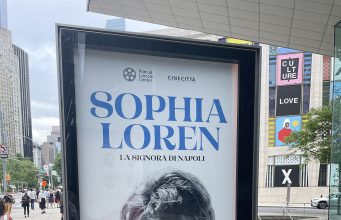 Film at
Lincoln
Center
CINECITTÀ
SOPHIA
LOREN
LA SIGNORA DI NAPOLI
CULTURE
LOVE
X